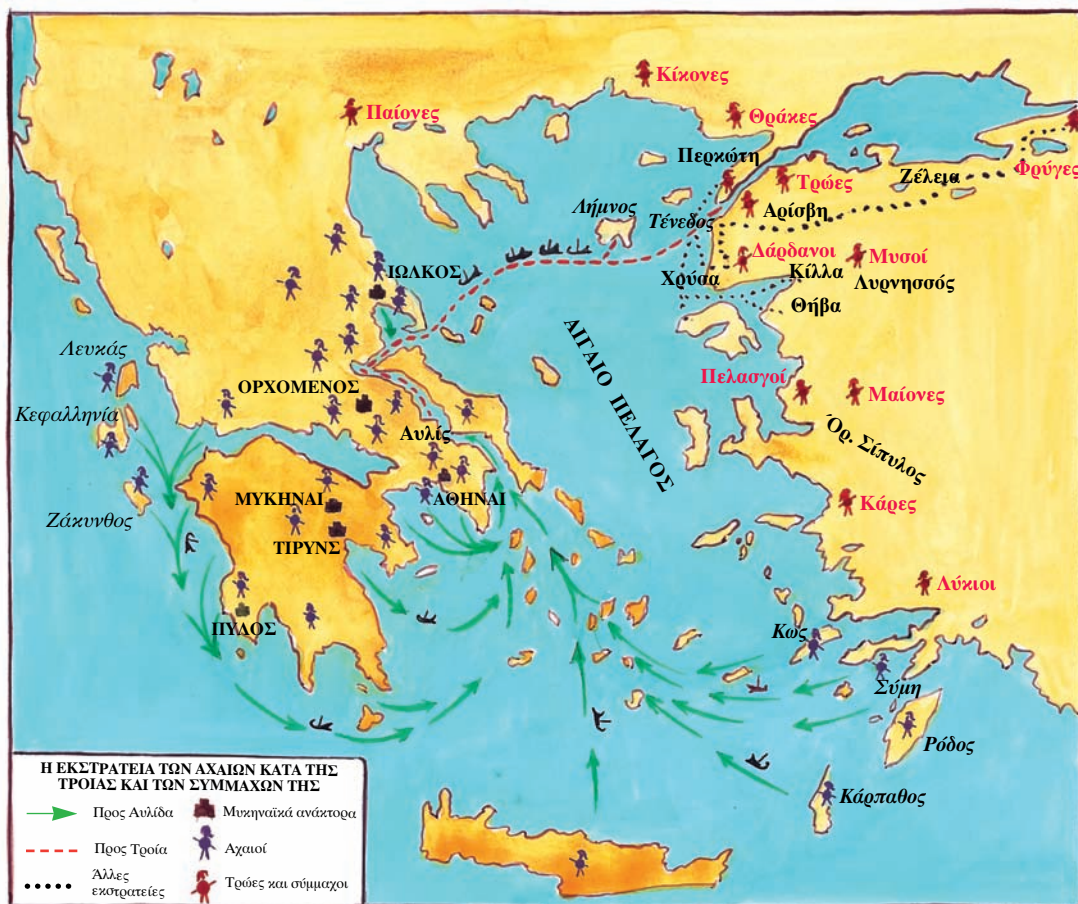 Κίκονες
Παίονες
Θράκες
Περκώτη
Τρώες
Ζέλεια
Φρύγες
Λήμνος
Τένεδος
Αρίσβη
Δάρδανοι
Μυσοί
ΙΩΛΚΟΣ
Χρύσα
Κίλλα
Λυρνησσός
Θήβα
ΑΙΓΑΙΟ ΠΕΛΑΓΟΣ
Λευκάς
ΟΡΧΟΜΕΝΟΣ
Πελασγοί
Μαίονες
Κεφαλληνία
Αυλίς
Όρ. Σίπυλος
ΜΥΚΗΝΑΙ
ΑΘΗΝΑΙ
Κάρες
Ζάκυνθος
ΤΙΡΥΝΣ
Λύκιοι
ΠΥΛΟΣ
Κως
Σύμη
Ρόδος
Κάρπαθος
Η ΕΚΣΤΡΑΤΕΙΑ ΤΩΝ ΑΧΑΙΩΝ ΚΑΤΑ ΤΗΣ
ΤΡΟΙΑΣ ΚΑΙ ΤΩΝ ΣΥΜΜΑΧΩΝ ΤΗΣ
Προς Αυλίδα
Μυκηναϊκά ανάκτορα
Προς Τροία
Αχαιοί
Άλλες
εκστρατείες
Τρώες και σύμμαχοι